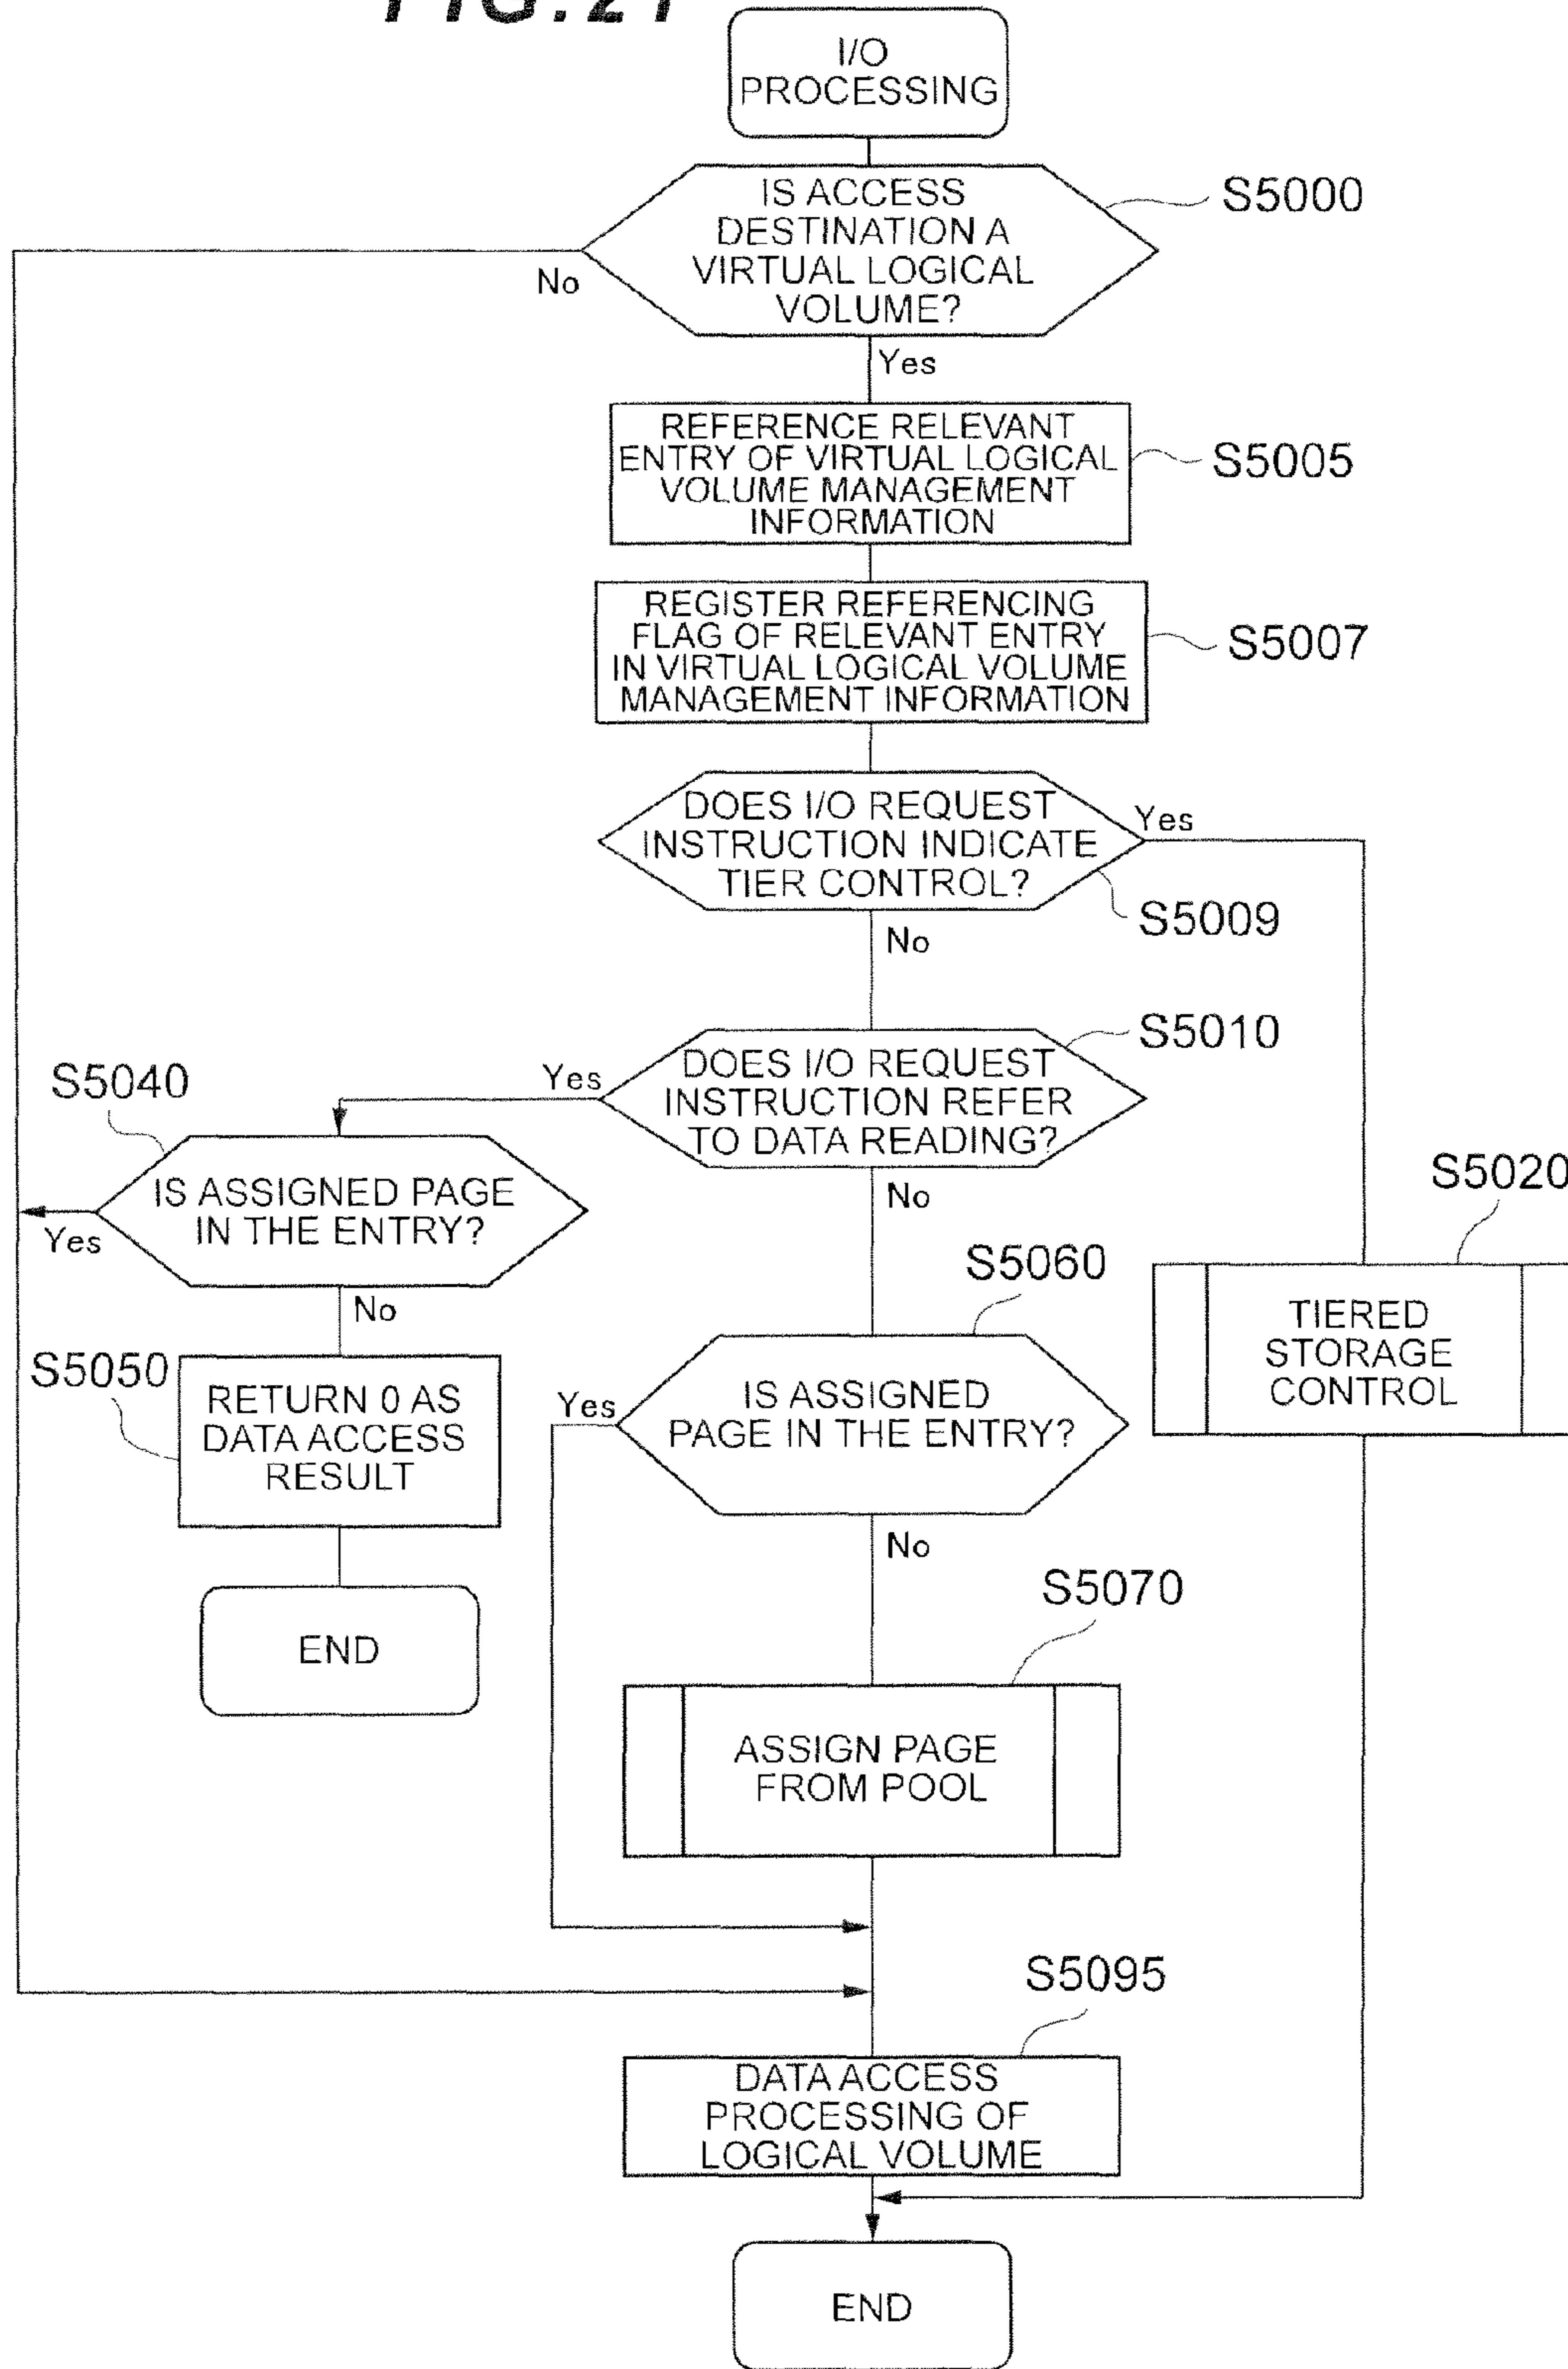 FIG.21
I/O
PROCESSING
IS ACCESS
DESTINATION A
VIRTUAL LOGICAL
VOLUME?
S5000
No
Yes
REFERENCE RELEVANT
ENTRY OF VIRTUAL LOGICAL
VOLUME MANAGEMENT
INFORMATION
S5005
REGISTER REFERENCING
FLAG OF RELEVANT ENTRY
IN VIRTUAL LOGICAL VOLUME
MANAGEMENT INFORMATION
S5007
DOES I/O REQUEST
INSTRUCTION INDICATE
TIER CONTROL?
Yes
S5009
No
DOES I/O REQUEST
INSTRUCTION REFER
TO DATA READING?
S5010
Yes
No
S5040
IS ASSIGNED PAGE
IN THE ENTRY?
Yes
No
S5020
TIERED
STORAGE
CONTROL
S5060
IS ASSIGNED
PAGE IN THE ENTRY?
Yes
No
S5050
RETURN 0 AS
DATA ACCESS
RESULT
END
S5070
ASSIGN PAGE
FROM POOL
S5095
DATA ACCESS
PROCESSING OF
LOGICAL VOLUME
END